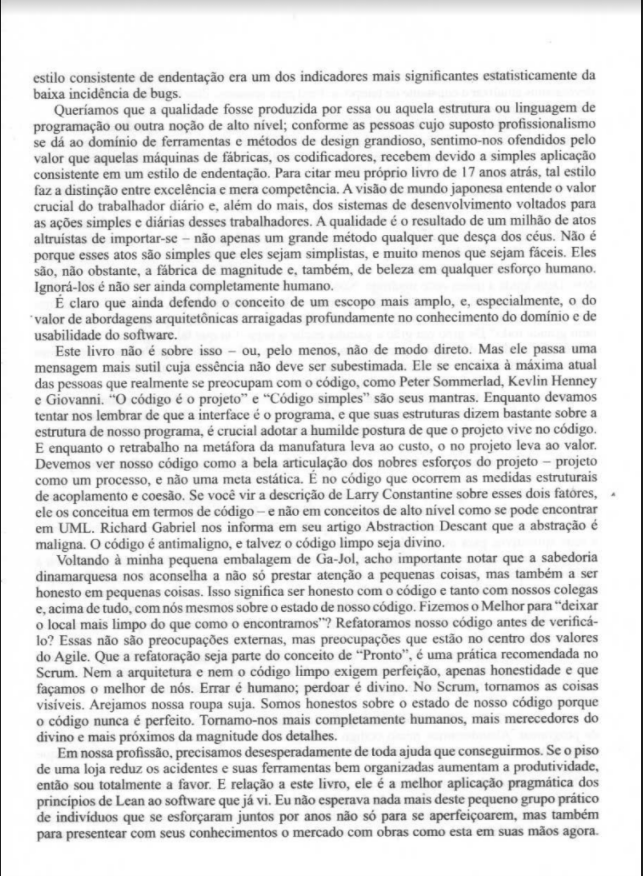 estilo consistente de endentação era um dos indicadores mais significantes estatisticamente da
baixa incidência de bugs.
Queríamos que a qualidade fosse produzida por essa ou aquela estrutura ou linguagem de
programação ou outra noção de alto nível; conforme as pessoas cujo suposto profissionalismo
se dá ao domínio de ferramentas e métodos de design grandioso, sentimo-nos ofendidos pelo
valor que aquelas máquinas de fábricas, os codificadores, recebem devido a simples aplicação
consistente em um estilo de endentação. Para citar meu próprio livro de 17 anos atrás, tal estilo
faz a distinção entre excelência e mera competência. A visão de mundo japonesa entende o valor
crucial do trabalhador diário e, além do mais, dos sistemas de desenvolvimento voltados para
as ações simples e diárias desses trabalhadores. A qualidade é o resultado de um milhão de atos
altruístas de importar-se – não apenas um grande método qualquer que desça dos céus. Não é
porque esses atos são simples que eles sejam simplistas, e muito menos que sejam fáceis. Eles
são, não obstante, a fábrica de magnitude e, também, de beleza em qualquer esforço humano.
Ignorá-los é não ser ainda completamente humano.
É claro que ainda defendo o conceito de um escopo mais amplo, e, especialmente, o do
valor de abordagens arquitetônicas arraigadas profundamente no conhecimento do domínio e de
usabilidade do software.
Este livro não é sobre isso – ou, pelo menos, não de modo direto. Mas ele passa uma
mensagem mais sutil cuja essência não deve ser subestimada. Ele se encaixa à máxima atual
das pessoas que realmente se preocupam com o código, como Peter Sommerlad, Kevlin Henney
e Giovanni. “O código é o projeto” e “Código simples” são seus mantras. Enquanto devamos
tentar nos lembrar de que a interface é o programa, e que suas estruturas dizem bastante sobre a
estrutura de nosso programa, é crucial adotar a humilde postura de que o projeto vive no código.
E enquanto o retrabalho na metáfora da manufatura leva ao custo, o no projeto leva ao valor.
Devemos ver nosso código como a bela articulação dos nobres esforços do projeto – projeto
como um processo, e não uma meta estática. É no código que ocorrem as medidas estruturais
de acoplamento e coesão. Se você vir a descrição de Larry Constantine sobre esses dois fatores,
ele os conceitua em termos de código – e não em conceitos de alto nível como se pode encontrar
em UML. Richard Gabriel nos informa em seu artigo Abstraction Descant que a abstração é
maligna. O código é antimaligno, e talvez o código limpo seja divino.
Voltando à minha pequena embalagem de Ga-Jol, acho importante notar que a sabedoria
dinamarquesa nos aconselha a não só prestar atenção a pequenas coisas, mas também a ser
honesto em pequenas coisas. Isso significa ser honesto com o código e tanto com nossos colegas
e, acima de tudo, com nós mesmos sobre o estado de nosso código. Fizemos o Melhor para “deixar
o local mais limpo do que como o encontramos”? Refatoramos nosso código antes de verificá-
lo? Essas não são preocupações externas, mas preocupações que estão no centro dos valores
do Agile. Que a refatoração seja parte do conceito de “Pronto”, é uma prática recomendada no
Scrum. Nem a arquitetura e nem o código limpo exigem perfeição, apenas honestidade e que
façamos o melhor de nós. Errar é humano; perdoar é divino. No Scrum, tornamos as coisas
visíveis. Arejamos nossa roupa suja. Somos honestos sobre o estado de nosso código porque
o código nunca é perfeito. Tornamo-nos mais completamente humanos, mais merecedores do
divino e mais próximos da magnitude dos detalhes.
Em nossa profissão, precisamos desesperadamente de toda ajuda que conseguirmos. Se o piso
de uma loja reduz os acidentes e suas ferramentas bem organizadas aumentam a produtividade,
então sou totalmente a favor. E relação a este livro, ele é a melhor aplicação pragmática dos
princípios de Lean ao software que já vi. Eu não esperava nada mais deste pequeno grupo prático
de indivíduos que se esforçaram juntos por anos não só para se aperfeiçoarem, mas também
para presentear com seus conhecimentos o mercado com obras como esta em suas mãos agora.